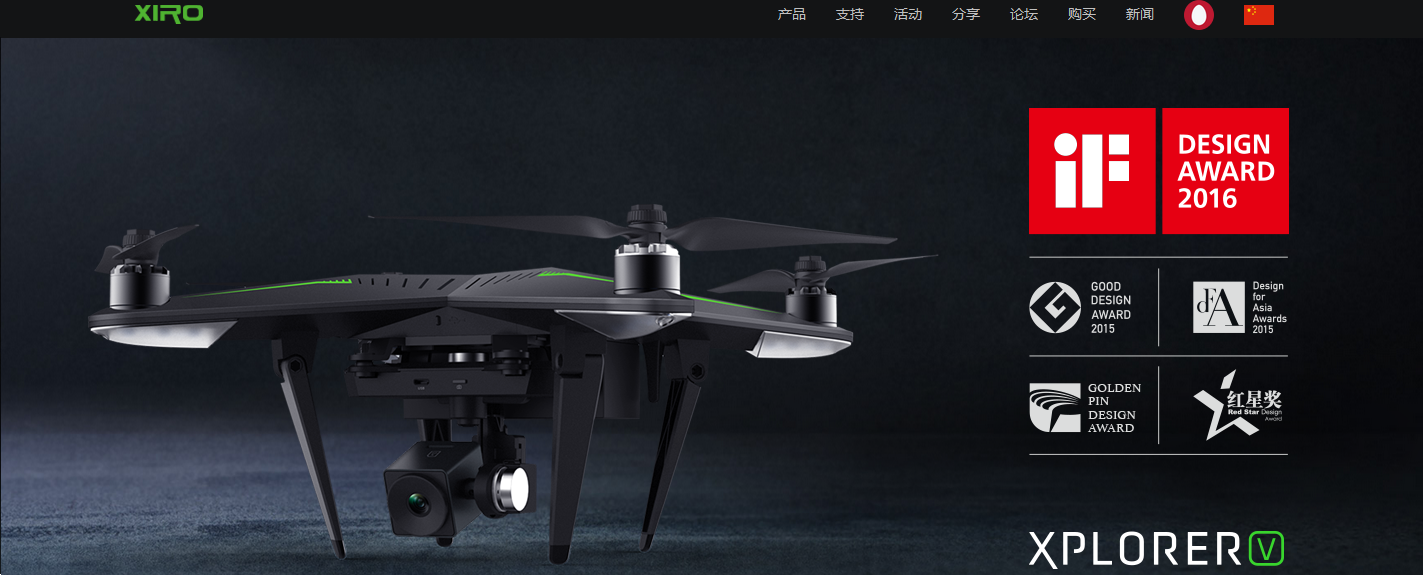 XIRO
产品 支持 活动 分享 论坛 购买 新闻
iF
DESIGN
AWARD
2016
GOOD
DESIGN
AWARD
2015
DFA
Design
for
Asia
Awards
2015
GOLDEN
PIN
DESIGN
AWARD
红星奖
Red Star Design
Award
XPLORER V